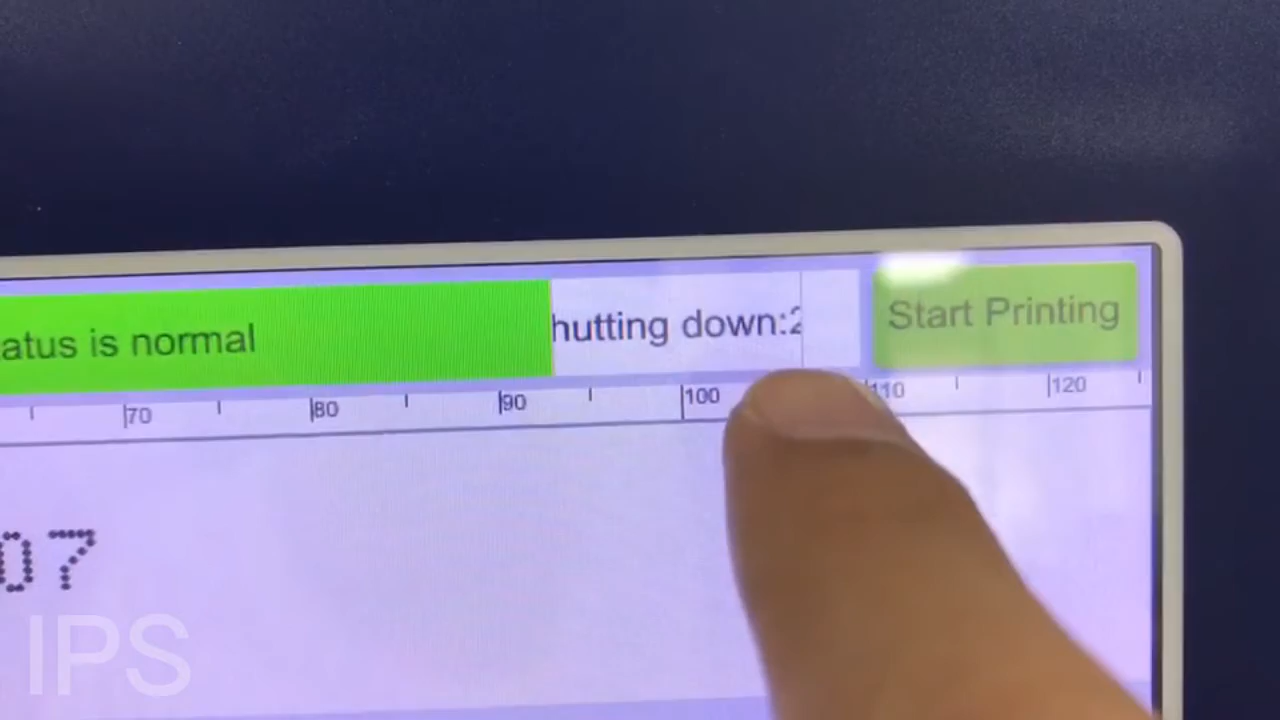 atus is normal
hutting down:2
Start Printing
70 80 90 100 110 120
07
IPS